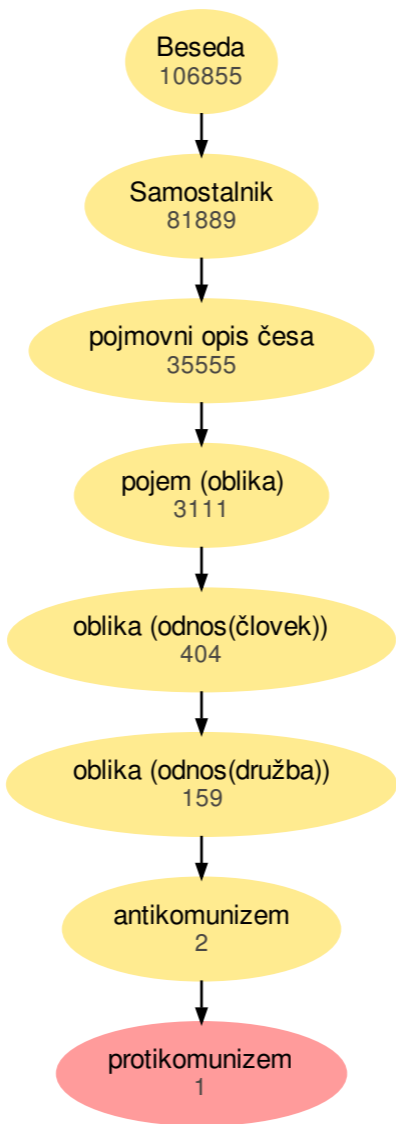 Beseda
106855
Samostalnik
81889
pojmovni opis česa
35555
pojem (oblika)
3111
oblika (odnos(človek))
404
oblika (odnos(družba))
159
antikomunizem
2
protikomunizem
1